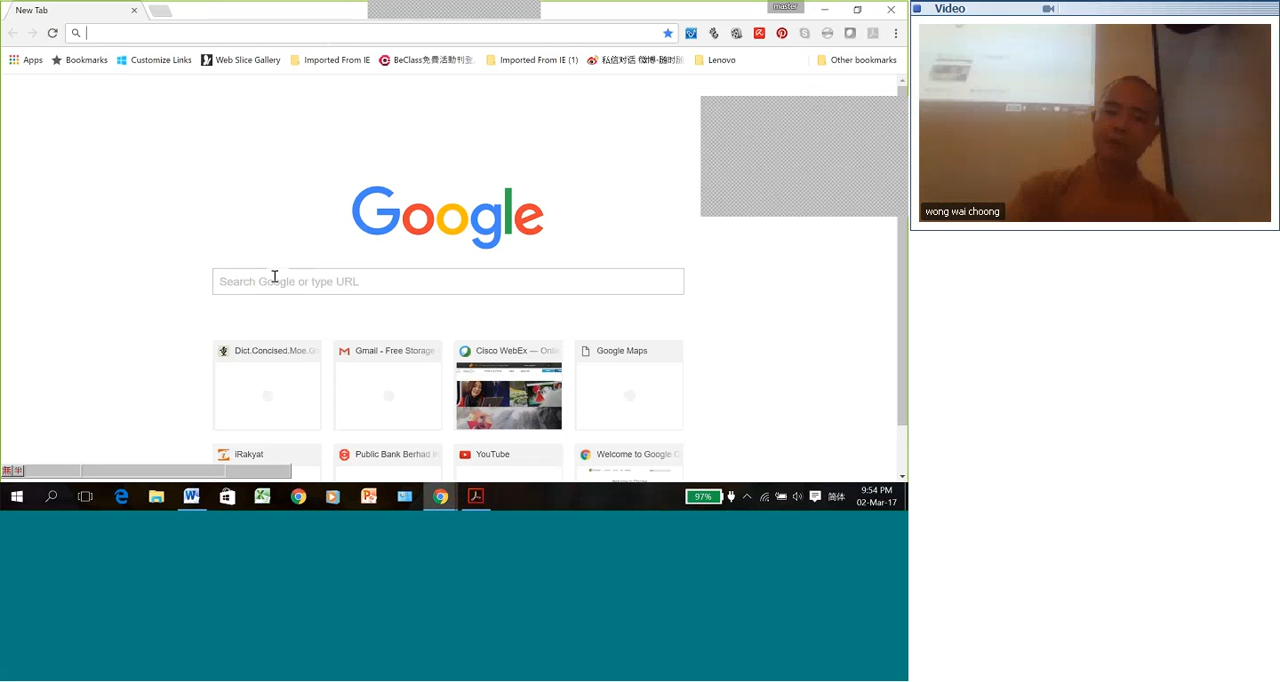 New Tab
master
Video
Apps
Bookmarks
Customize Links
Web Slice Gallery
Imported From IE
BeClass免費活動刊登
Imported From IE (1)
私信对话 微博-随时随
Lenovo
Other bookmarks
wong wai choong
Google
Search Google or type URL
Dict.Concised.Moe.G
Gmail - Free Storage
Cisco WebEx — Onli
Google Maps
iRakyat
Public Bank Berhad
YouTube
Welcome to Google C
無 半
97%
简体
9:54 PM
02-Mar-17